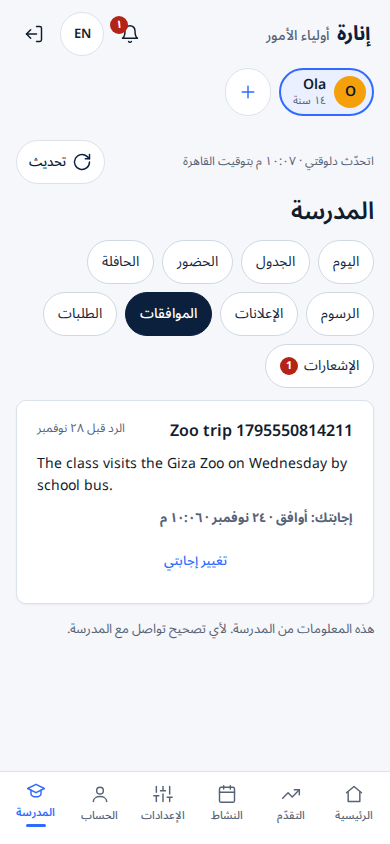 إنارة أولياء الأمور
١
EN
O
Ola
١٤ سنة
اتحدّث دلوقتي · ١٠:٠٧ م بتوقيت القاهرة
تحديث
المدرسة
اليوم
الجدول
الحضور
الحافلة
الرسوم
الإعلانات
الموافقات
الطلبات
الإشعارات 1
Zoo trip 1795550814211
الرد قبل ٢٨ نوفمبر
The class visits the Giza Zoo on Wednesday by
school bus.
إجابتك: أوافق · ٢٤ نوفمبر · ١٠:٠٦ م
تغيير إجابتي
هذه المعلومات من المدرسة. لأي تصحيح تواصل مع المدرسة.
الرئيسية
التقدّم
النشاط
الإعدادات
الحساب
المدرسة